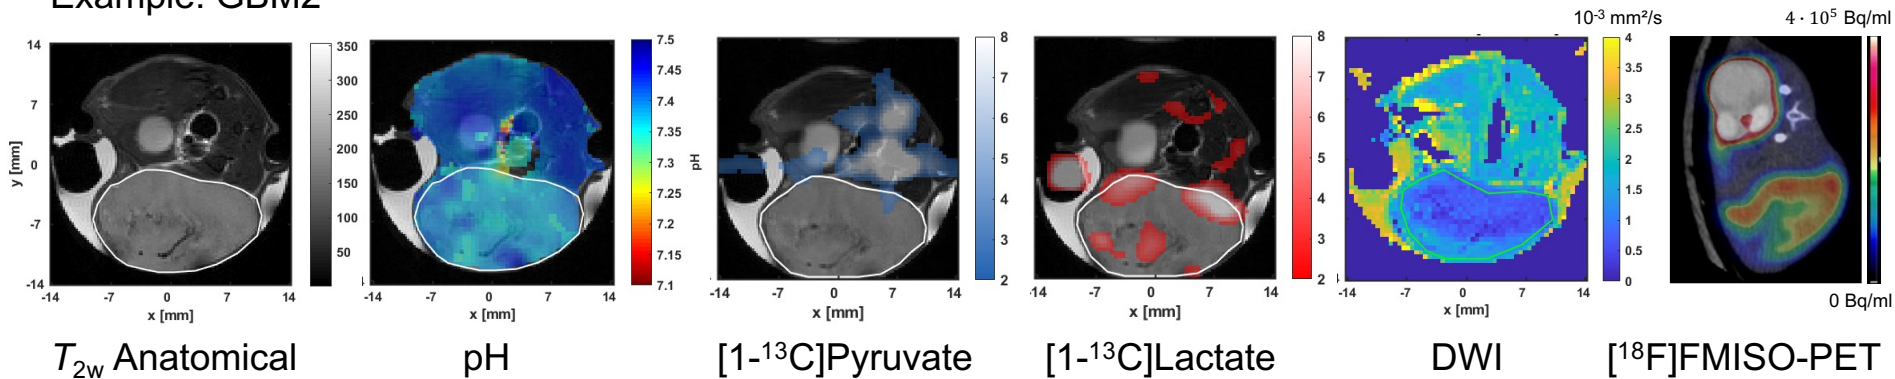 Example: GBM2
10-3 mm²/s
4 · 10⁵ Bq/ml
14
7
0
-7
-14
y [mm]
-14 -7 0 7 14
x [mm]
350
300
250
200
150
100
50
-14 -7 0 7 14
x [mm]
7.5
7.45
7.4
7.35
7.3
7.25
7.2
7.15
7.1
pH
-14 -7 0 7 14
x [mm]
8
7
6
5
4
3
2
-14 -7 0 7 14
x [mm]
8
7
6
5
4
3
2
-14 -7 0 7 14
x [mm]
4
3.5
3
2.5
2
1.5
1
0.5
0
0 Bq/ml
T2w Anatomical
pH
[1-¹³C]Pyruvate
[1-¹³C]Lactate
DWI
[¹⁸F]FMISO-PET